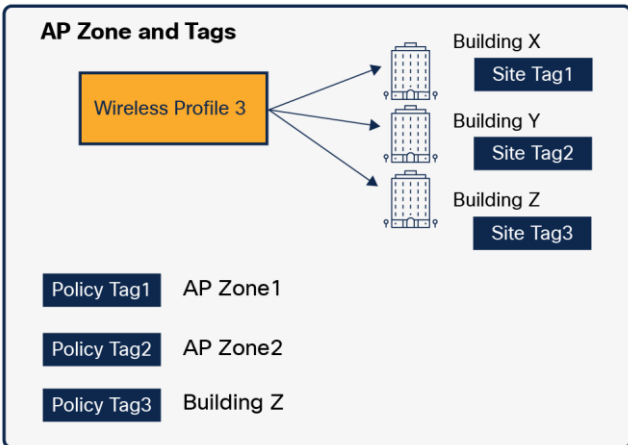 AP Zone and Tags
Wireless Profile 3
Building X
Site Tag1
Building Y
Site Tag2
Building Z
Site Tag3
Policy Tag1 AP Zone1
Policy Tag2 AP Zone2
Policy Tag3 Building Z